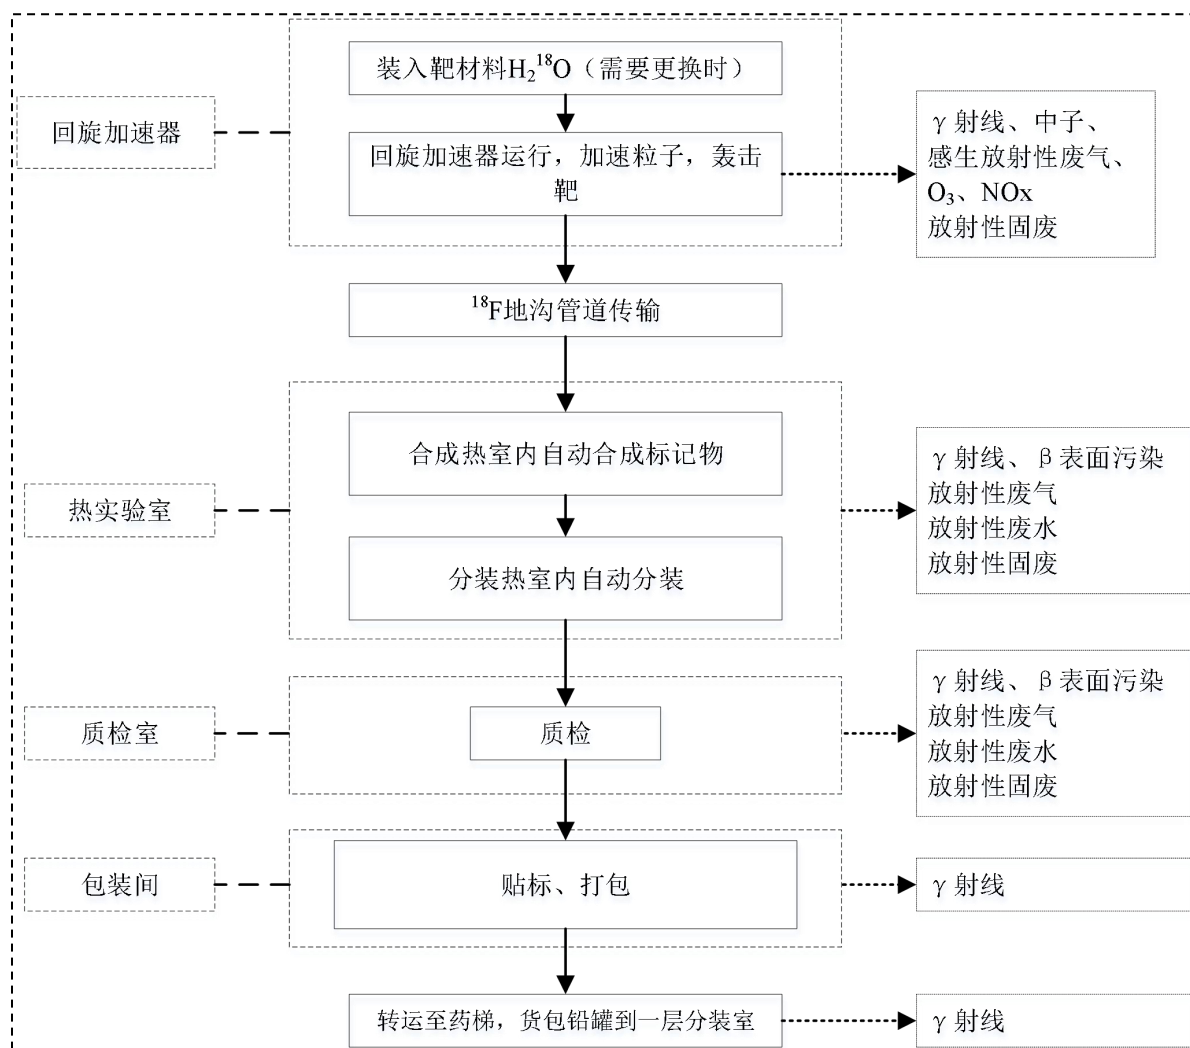 装入靶材料H₂¹⁸O（需要更换时）
回旋加速器
回旋加速器运行，加速粒子，轰击
靶
γ射线、中子、
感生放射性废气、
O₃、NOx
放射性固废
¹⁸F地沟管道传输
热实验室
合成热室内自动合成标记物
分装热室内自动分装
γ射线、β表面污染
放射性废气
放射性废水
放射性固废
质检室
质检
γ射线、β表面污染
放射性废气
放射性废水
放射性固废
包装间
贴标、打包
γ射线
转运至药梯，货包铅罐到一层分装室
γ射线